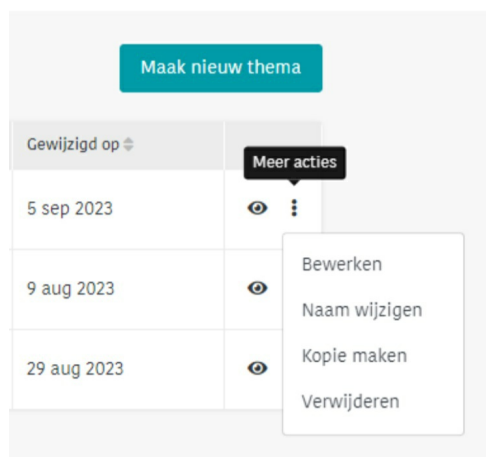 Maak nieuw thema
Gewijzigd op
Meer acties
5 sep 2023
Bewerken
9 aug 2023
Naam wijzigen
Kopie maken
29 aug 2023
Verwijderen